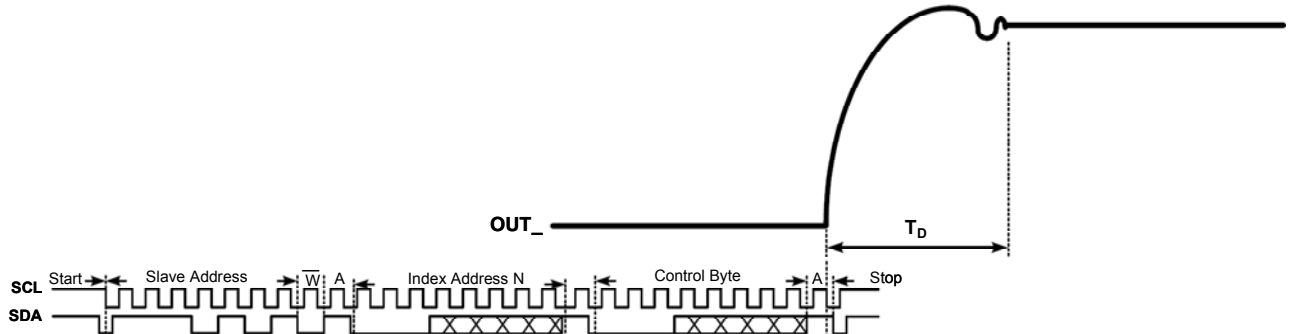 OUT_
T_D
Start Slave Address W̅ A Index Address N Control Byte A Stop
SCL
SDA